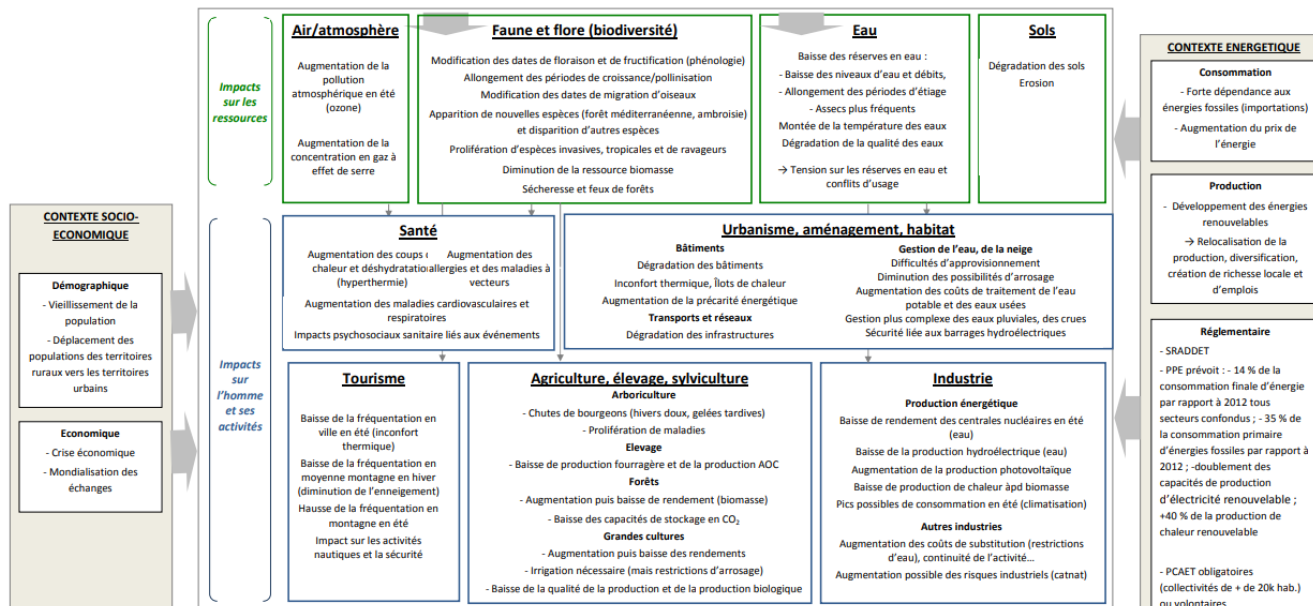 Impacts
sur les
ressources
Air/atmosphère
Augmentation de la
pollution
atmosphérique en été
(ozone)
Augmentation de la
concentration en gaz à
effet de serre
Faune et flore (biodiversité)
Modification des dates de floraison et de fructification (phénologie)
Allongement des périodes de croissance/pollinisation
Modification des dates de migration d'oiseaux
Apparition de nouvelles espèces (forêt méditerranéenne, ambroisie)
et disparition d'autres espèces
Prolifération d'espèces invasives, tropicales et de ravageurs
Diminution de la ressource biomasse
Sécheresse et feux de forêts
Eau
Baisse des réserves en eau :
- Baisse des niveaux d'eau et débits,
- Allongement des périodes d'étiage
- Assecs plus fréquents
Montée de la température des eaux
Dégradation de la qualité des eaux
→ Tension sur les réserves en eau et
conflits d'usage
Sols
Dégradation des sols
Erosion
CONTEXTE SOCIO-
ECONOMIQUE
Démographique
- Vieillissement de la
population
- Déplacement des
populations des territoires
ruraux vers les territoires
urbains
Economique
- Crise économique
- Mondialisation des
échanges
Impacts
sur
l'homme
et ses
activités
Santé
Augmentation des coups
chaleur et déshydratatio
(hyperthermie)
Augmentation des
allergies et des maladies à
vecteurs
Augmentation des maladies cardiovasculaires et
respiratoires
Impacts psychosociaux sanitaire liés aux événements
Urbanisme, aménagement, habitat
Bâtiments
Dégradation des bâtiments
Inconfort thermique, Îlots de chaleur
Augmentation de la précarité énergétique
Transports et réseaux
Dégradation des infrastructures
Gestion de l'eau, de la neige
Difficultés d'approvisionnement
Diminution des possibilités d'arrosage
Augmentation des coûts de traitement de l'eau
potable et des eaux usées
Gestion plus complexe des eaux pluviales, des crues
Sécurité liée aux barrages hydroélectriques
Tourisme
Baisse de la fréquentation en
ville en été (inconfort
thermique)
Baisse de la fréquentation en
moyenne montagne en hiver
(diminution de l'enneigement)
Hausse de la fréquentation en
montagne en été
Impact sur les activités
nautiques et la sécurité
Agriculture, élevage, sylviculture
Arboriculture
- Chutes de bourgeons (hivers doux, gelées tardives)
- Prolifération de maladies
Elevage
- Baisse de production fourragère et de la production AOC
Forêts
- Augmentation puis baisse de rendement (biomasse)
- Baisse des capacités de stockage en CO₂
Grandes cultures
- Augmentation puis baisse des rendements
- Irrigation nécessaire (mais restrictions d'arrosage)
- Baisse de la qualité de la production et de la production biologique
Industrie
Production énergétique
Baisse de rendement des centrales nucléaires en été
(eau)
Baisse de la production hydroélectrique (eau)
Augmentation de la production photovoltaïque
Baisse de production de chaleur àpd biomasse
Pics possibles de consommation en été (climatisation)
Autres industries
Augmentation des coûts de substitution (restrictions
d'eau), continuité de l'activité...
Augmentation possible des risques industriels (catnat)
CONTEXTE ENERGETIQUE
Consommation
- Forte dépendance aux
énergies fossiles (importations)
- Augmentation du prix de
l'énergie
Production
- Développement des énergies
renouvelables
→ Relocalisation de la
production, diversification,
création de richesse locale et
d'emplois
Réglementaire
- SRADDET
- PPE prévoit : - 14 % de la
consommation finale d'énergie
par rapport à 2012 tous
secteurs confondus ; - 35 % de
la consommation primaire
d'énergies fossiles par rapport à
2012 ; -doublement des
capacités de production
d'électricité renouvelable ;
+40 % de la production de
chaleur renouvelable
- PCAET obligatoires
(collectivités de + de 20k hab.)
ou volontaires